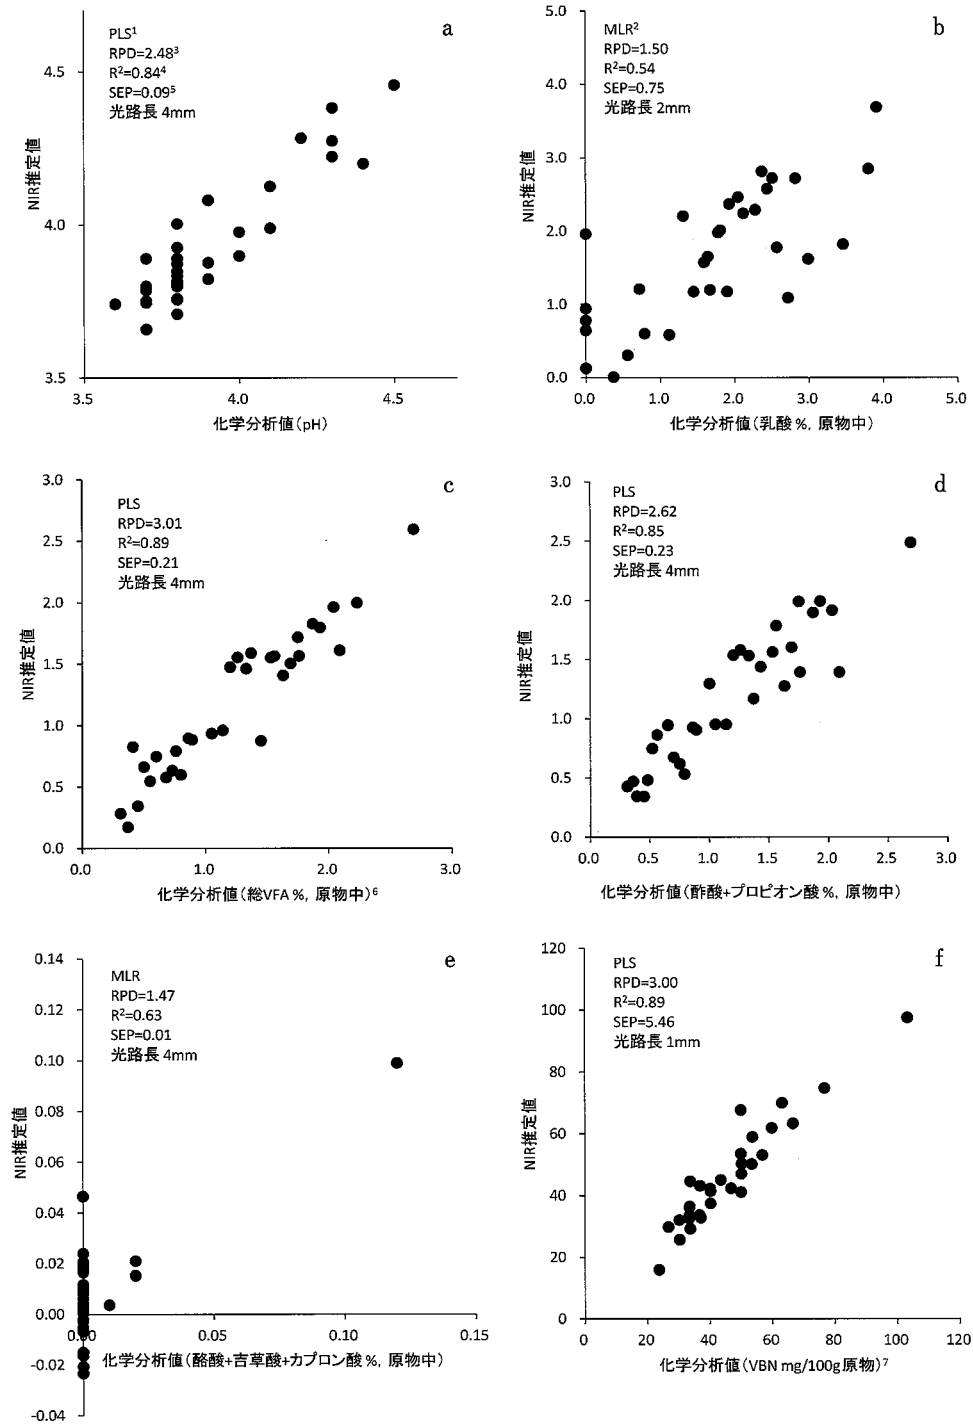 a
PLS¹
RPD=2.48³
R²=0.84⁴
SEP=0.09⁵
光路長 4mm
4.5
4.0
3.5
NIR推定値
3.5
4.0
4.5
化学分析値(pH)
b
MLR²
RPD=1.50
R²=0.54
SEP=0.75
光路長 2mm
5.0
4.0
3.0
2.0
1.0
0.0
NIR推定値
0.0
1.0
2.0
3.0
4.0
5.0
化学分析値(乳酸%, 原物中)
c
PLS
RPD=3.01
R²=0.89
SEP=0.21
光路長 4mm
3.0
2.5
2.0
1.5
1.0
0.5
0.0
NIR推定値
0.0
1.0
2.0
3.0
化学分析値(総VFA%, 原物中)⁶
d
PLS
RPD=2.62
R²=0.85
SEP=0.23
光路長 4mm
3.0
2.5
2.0
1.5
1.0
0.5
0.0
NIR推定値
0.0
0.5
1.0
1.5
2.0
2.5
3.0
化学分析値(酢酸+プロピオン酸%, 原物中)
e
MLR
RPD=1.47
R²=0.63
SEP=0.01
光路長 4mm
0.14
0.12
0.10
0.08
0.06
0.04
0.02
0.00
-0.02
-0.04
NIR推定値
0.00
0.05
0.10
0.15
化学分析値(酪酸+吉草酸+カプロン酸%, 原物中)
f
PLS
RPD=3.00
R²=0.89
SEP=5.46
光路長 1mm
120
100
80
60
40
20
0
NIR推定値
0
20
40
60
80
100
120
化学分析値(VBN mg/100g原物)⁷